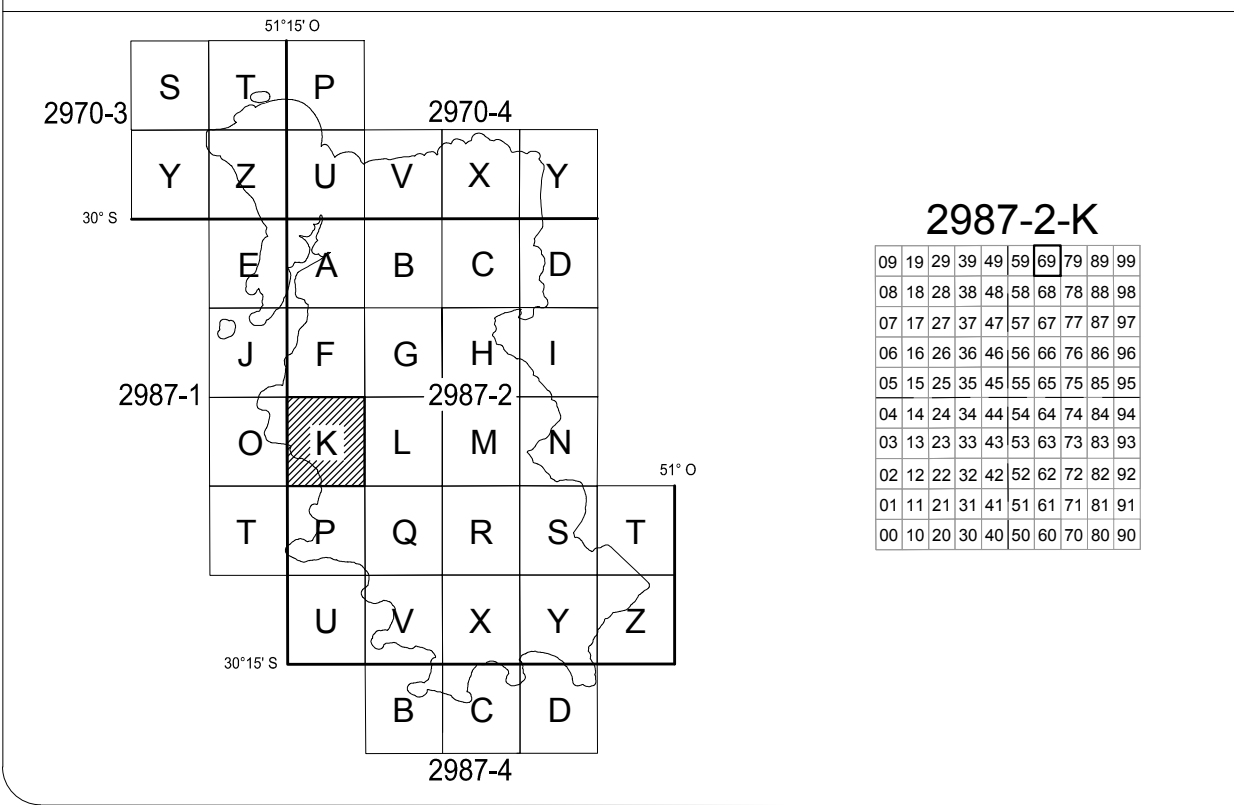 51°15' O
S T P
2970-3 2970-4
Y Z U V X Y
30° S
E A B C D
J F G H I
2987-1 2987-2
O K L M N
51° O
T P Q R S T
U V X Y Z
30°15' S
B C D
2987-4
2987-2-K
09 19 29 39 49 59 69 79 89 99
08 18 28 38 48 58 68 78 88 98
07 17 27 37 47 57 67 77 87 97
06 16 26 36 46 56 66 76 86 96
05 15 25 35 45 55 65 75 85 95
04 14 24 34 44 54 64 74 84 94
03 13 23 33 43 53 63 73 83 93
02 12 22 32 42 52 62 72 82 92
01 11 21 31 41 51 61 71 81 91
00 10 20 30 40 50 60 70 80 90